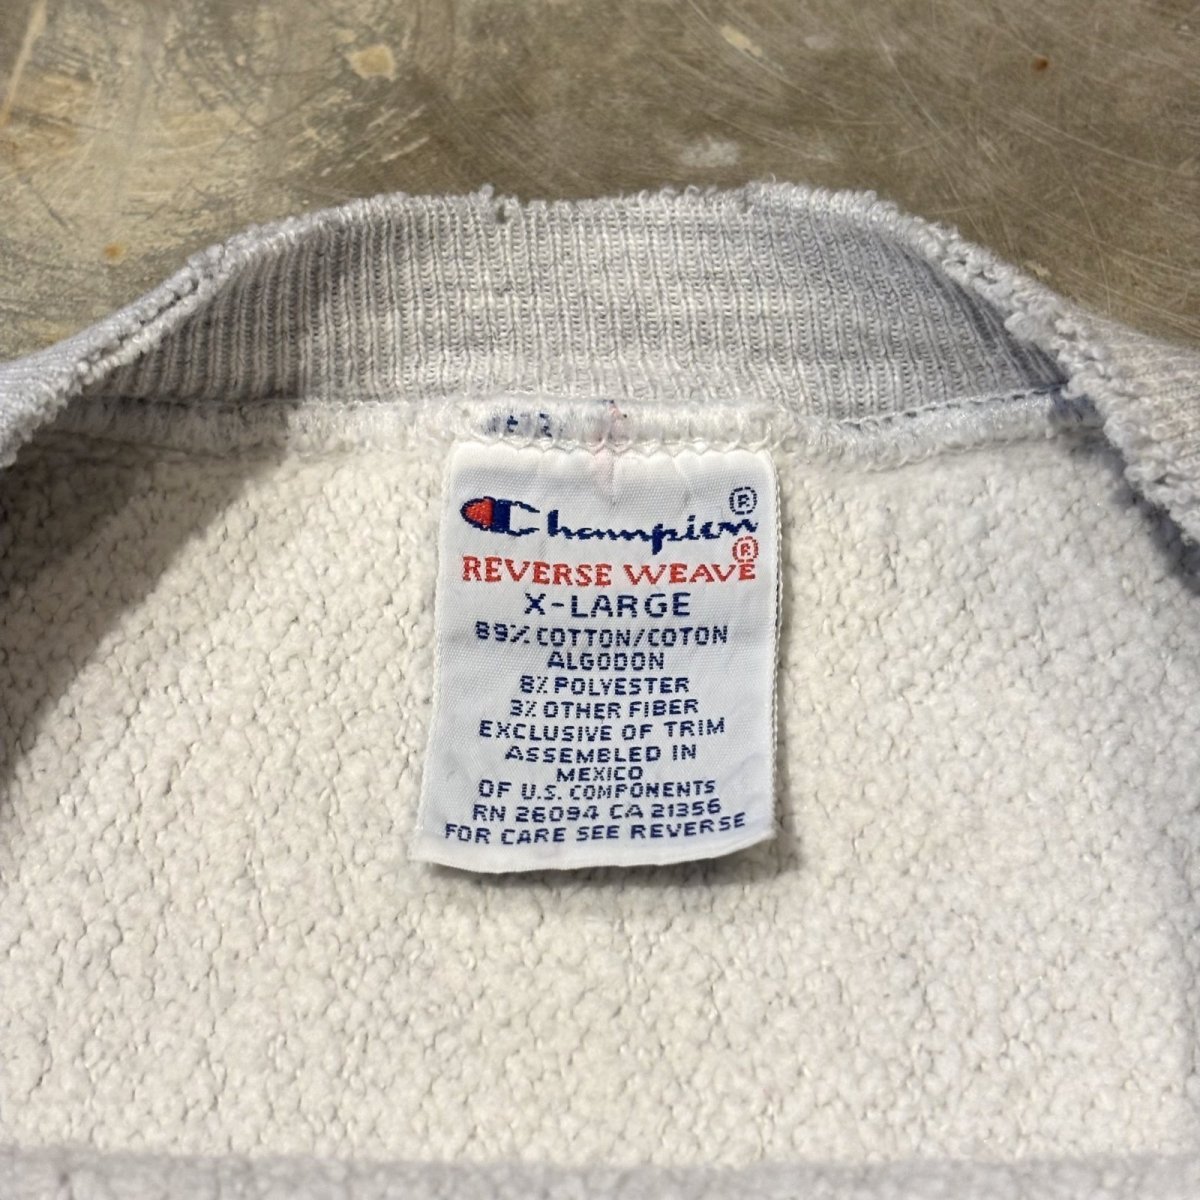 Champion®
REVERSE WEAVE®
X-LARGE
89% COTTON/COTON
ALGODON
8% POLYESTER
3% OTHER FIBER
EXCLUSIVE OF TRIM
ASSEMBLED IN
MEXICO
OF U.S. COMPONENTS
RN 26094 CA 21356
FOR CARE SEE REVERSE